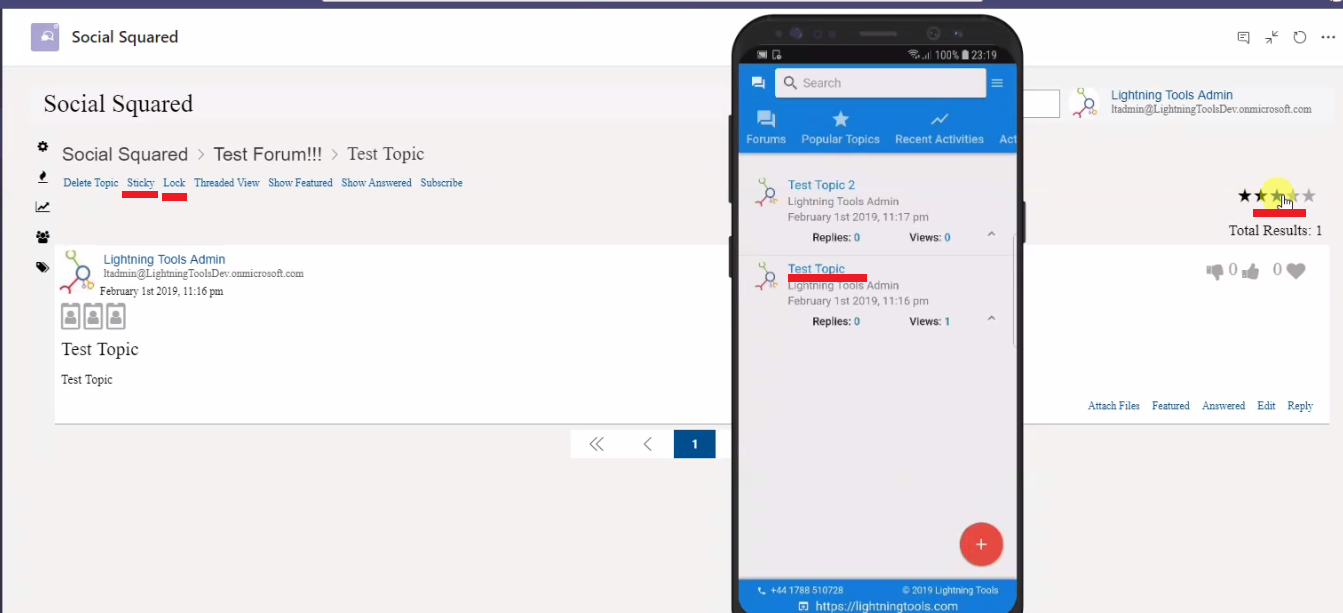 Social Squared
Social Squared
Lightning Tools Admin
ltadmin@LightningToolsDev.onmicrosoft.com
Social Squared > Test Forum!!! > Test Topic
Delete Topic Sticky Lock Threaded View Show Featured Show Answered Subscribe
Total Results: 1
Lightning Tools Admin
ltadmin@LightningToolsDev.onmicrosoft.com
February 1st 2019, 11:16 pm
0 0
Test Topic
Test Topic
Attach Files Featured Answered Edit Reply
1
100% 23:19
Search
Forums Popular Topics Recent Activities Act
Test Topic 2
Lightning Tools Admin
February 1st 2019, 11:17 pm
Replies: 0 Views: 0
Test Topic
Lightning Tools Admin
February 1st 2019, 11:16 pm
Replies: 0 Views: 1
+
+44 1788 510728 © 2019 Lightning Tools
https://lightningtools.com